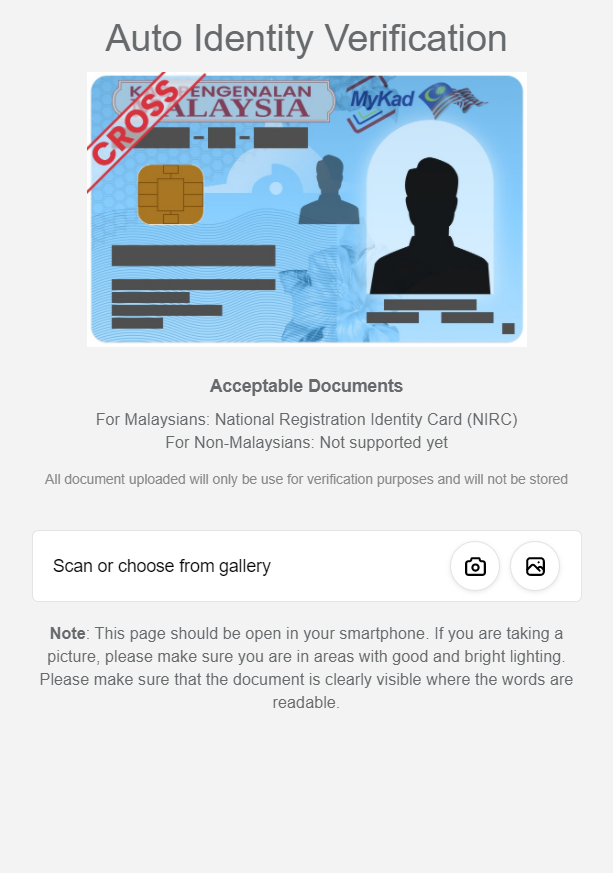 Auto Identity Verification
KAD PENGENALAN
MALAYSIA
MyKad
CROSS
Acceptable Documents
For Malaysians: National Registration Identity Card (NIRC)
For Non-Malaysians: Not supported yet
All document uploaded will only be use for verification purposes and will not be stored
Scan or choose from gallery
Note: This page should be open in your smartphone. If you are taking a
picture, please make sure you are in areas with good and bright lighting.
Please make sure that the document is clearly visible where the words are
readable.